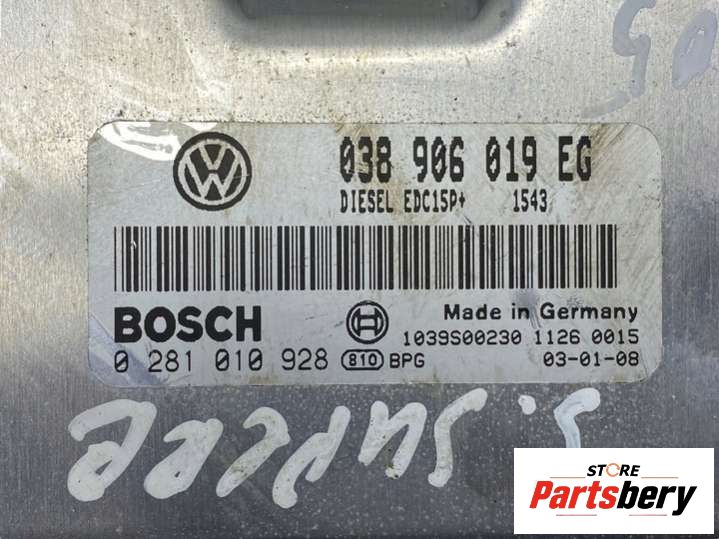 038 906 019 EG
DIESEL EDC15P+ 1543
BOSCH
Made in Germany
1039S00230 1126 0015
0 281 010 928 810 BPG 03-01-08
STORE
Partsbery